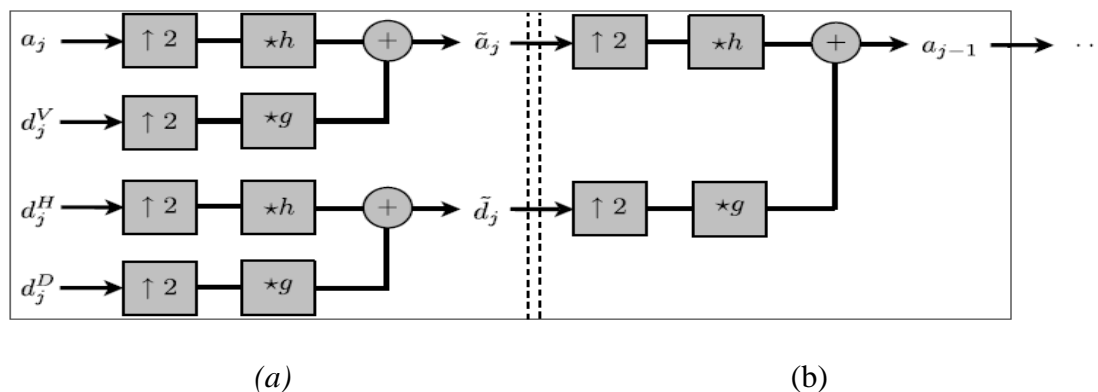 a_j ↑ 2 ⋆h + ã_j ↑ 2 ⋆h + a_{j−1} ··
d_j^V ↑ 2 ⋆g
d_j^H ↑ 2 ⋆h + d̃_j ↑ 2 ⋆g
d_j^D ↑ 2 ⋆g
(a) (b)